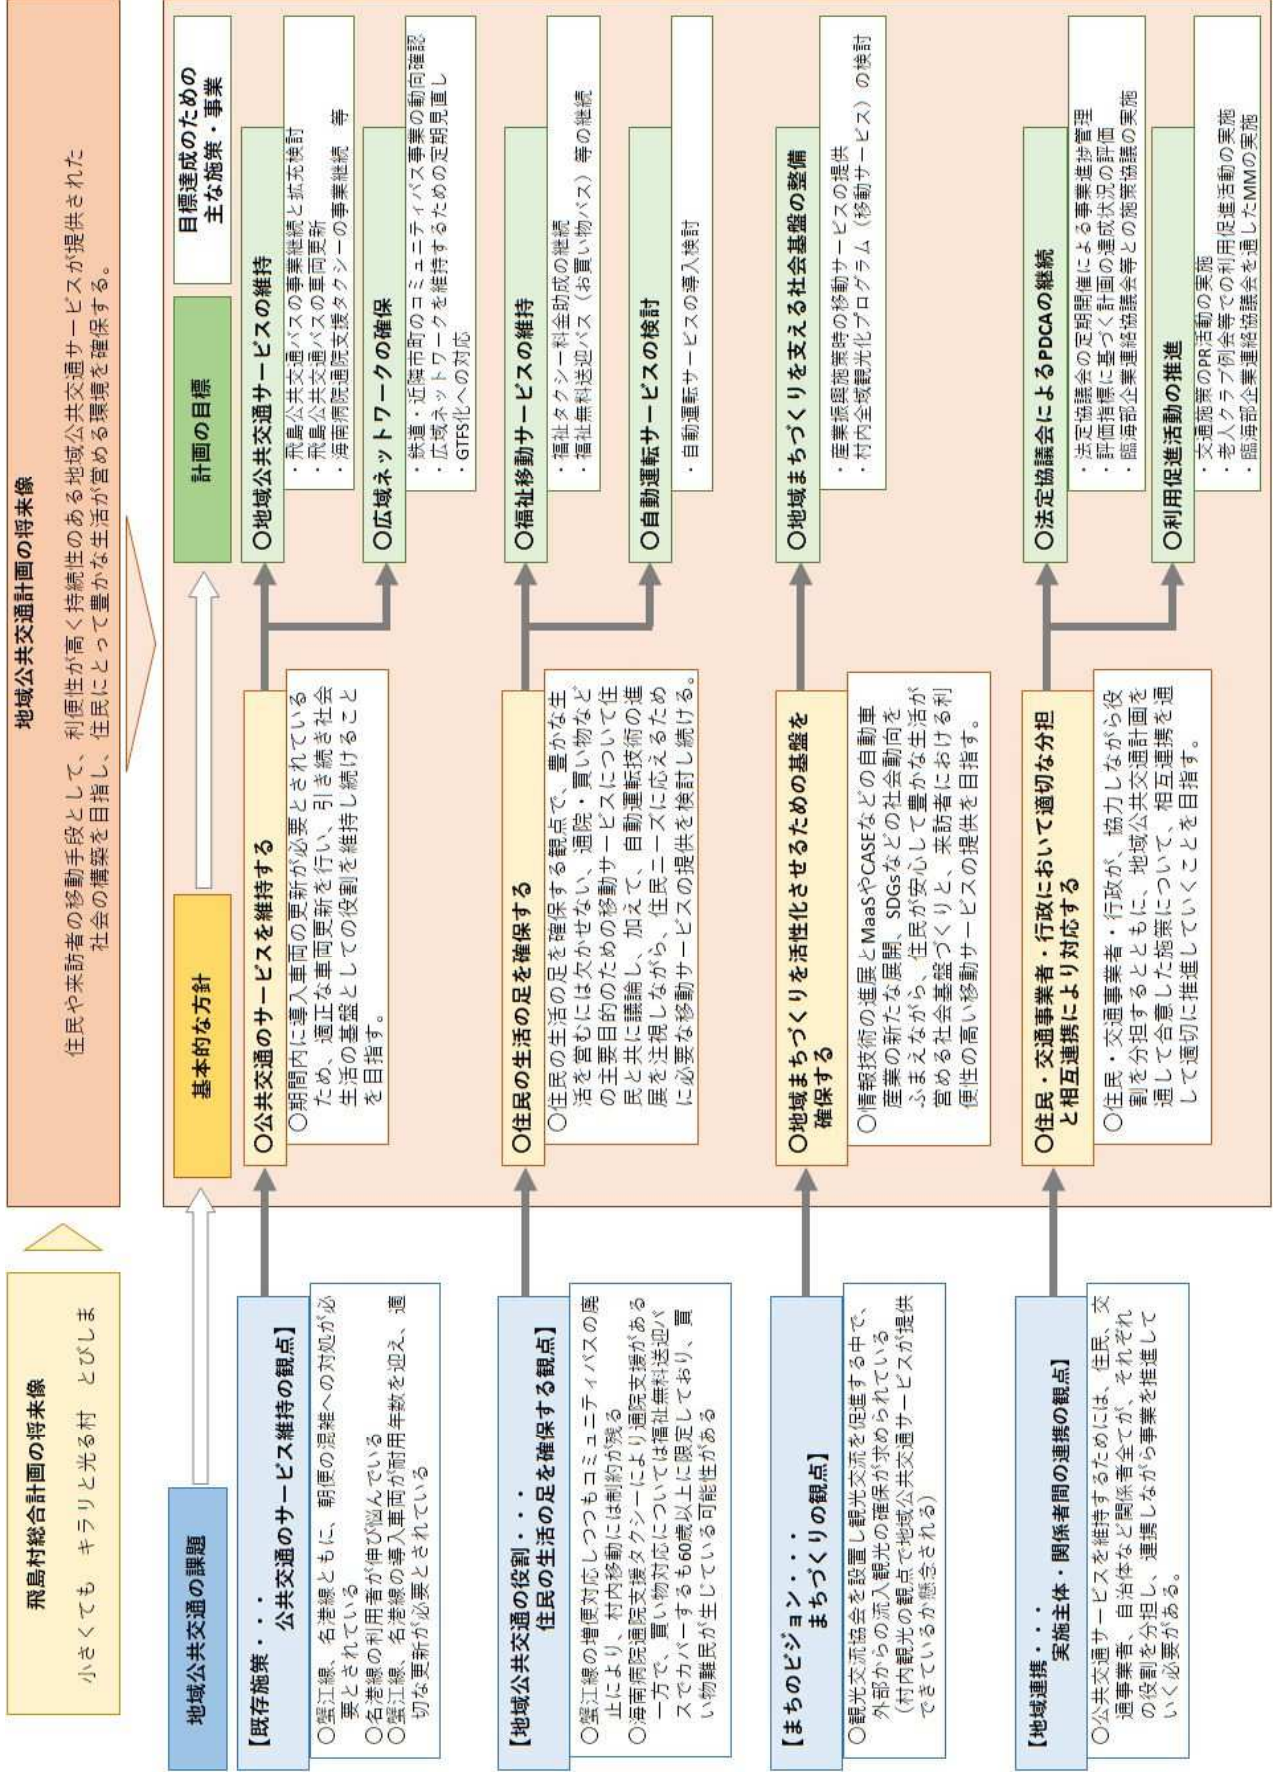 飛島村総合計画の将来像
小さくても キラリと光る村 とびしま
地域公共交通計画の将来像
住民や来訪者の移動手段として、利便性が高く持続性のある地域公共交通サービスが提供された
社会の構築を目指し、住民にとって豊かな生活が営める環境を確保する。
地域公共交通の課題
基本的な方針
計画の目標
目標達成のための
主な施策・事業
【既存施策・・・
公共交通のサービス維持の観点】
〇蟹江線、名港線ともに、朝便の混雑への対処が必
要とされている
〇名港線の利用者が伸び悩んでいる
〇蟹江線、名港線の導入車両が耐用年数を迎え、適
切な更新が必要とされている
〇公共交通のサービスを維持する
〇期間内に導入車両の更新が必要とされている
ため、適正な車両更新を行い、引き続き社会
生活の基盤としての役割を維持し続けること
を目指す。
〇地域公共交通サービスの維持
・飛島公共交通バスの事業継続と拡充検討
・飛島公共交通バスの車両更新
・海南病院通院支援タクシーの事業継続 等
〇広域ネットワークの確保
・鉄道・近隣市町のコミュニティバス事業の動向確認
・広域ネットワークを維持するための定期見直し
・GTFS化への対応
【地域公共交通の役割・・・
住民の生活の足を確保する観点】
〇蟹江線の増便対応しつつもコミュニティバスの廃
止により、村内移動には制約が残る
〇海南病院通院支援タクシーにより通院支援がある
一方で、買い物対応については福祉無料送迎バ
スでカバーするも60歳以上に限定しており、買
い物難民が生じている可能性がある
〇住民の生活の足を確保する
〇住民の生活の足を確保する観点で、豊かな生
活を営むには欠かせない、通院・買い物など
の主要目的のための移動サービスについて住
民と共に議論し、加えて、自動運転技術の進
展を注視しながら、住民ニーズに応えるため
に必要な移動サービスの提供を検討し続ける。
〇福祉移動サービスの維持
・福祉タクシー料金助成の継続
・福祉無料送迎バス（お買い物バス）等の継続
〇自動運転サービスの検討
・自動運転サービスの導入検討
【まちのビジョン・・・
まちづくりの観点】
〇観光交流協会を設置し観光交流を促進する中で、
外部からの流入観光の確保が求められている
（村内観光の観点で地域公共交通サービスが提供
できているか懸念される）
〇地域まちづくりを活性化させるための基盤を
確保する
〇情報技術の進展とMaaSやCASEなどの自動車
産業の新たな展開、SDGsなどの社会動向を
ふまえながら、住民が安心して豊かな生活が
営める社会基盤づくりと、来訪者における利
便性の高い移動サービスの提供を目指す。
〇地域まちづくりを支える社会基盤の整備
・産業振興施策時の移動サービスの提供
・村内全域観光化プログラム（移動サービス）の検討
【地域連携・・・
実施主体・関係者間の連携の観点】
〇公共交通サービスを維持するためには、住民、交
通事業者、自治体など関係者全てが、それぞれ
の役割を分担し、連携しながら事業を推進して
いく必要がある。
〇住民・交通事業者・行政において適切な分担
と相互連携により対応する
〇住民・交通事業者・行政が、協力しながら役
割を分担するとともに、地域公共交通計画を
通して合意した施策について、相互連携を通
して適切に推進していくことを目指す。
〇法定協議会によるPDCAの継続
・法定協議会の定期開催による事業進捗管理
・評価指標に基づく計画の達成状況の評価
・臨海部企業連絡協議会等との施策協議の実施
〇利用促進活動の推進
・交通施策のPR活動の実施
・老人クラブ例会等での利用促進活動の実施
・臨海部企業連絡協議会を通したMMの実施